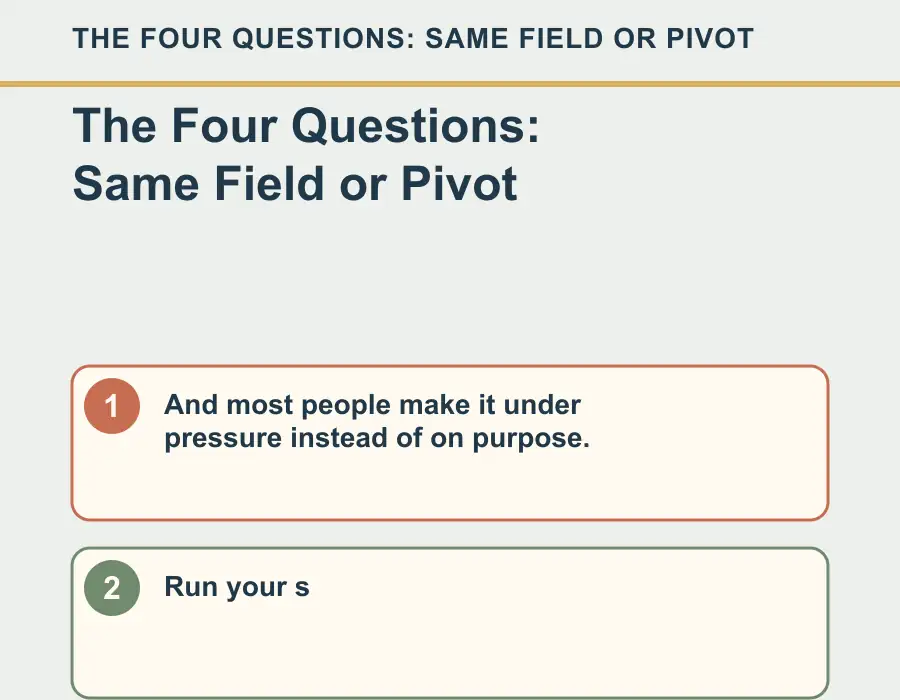 THE FOUR QUESTIONS: SAME FIELD OR PIVOT
The Four Questions:
Same Field or Pivot
1
And most people make it under
pressure instead of on purpose.
2
Run your s